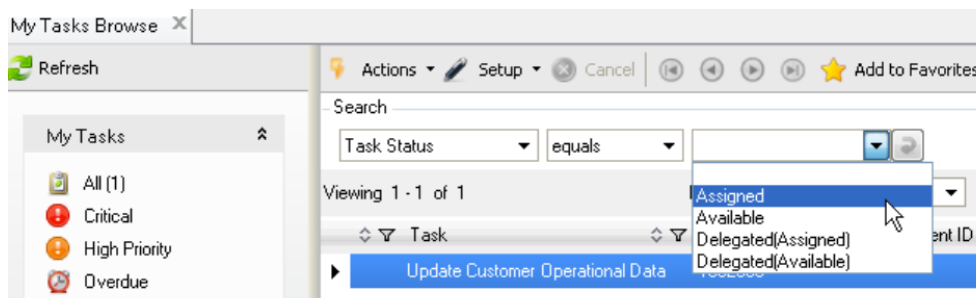 My Tasks Browse
Refresh
Actions Setup Cancel Add to Favorites
Search
My Tasks
Task Status equals
All (1)
Viewing 1 - 1 of 1
Assigned
Critical
Available
High Priority
Task
Delegated(Assigned)
ent ID
Delegated(Available)
Overdue
Update Customer Operational Data